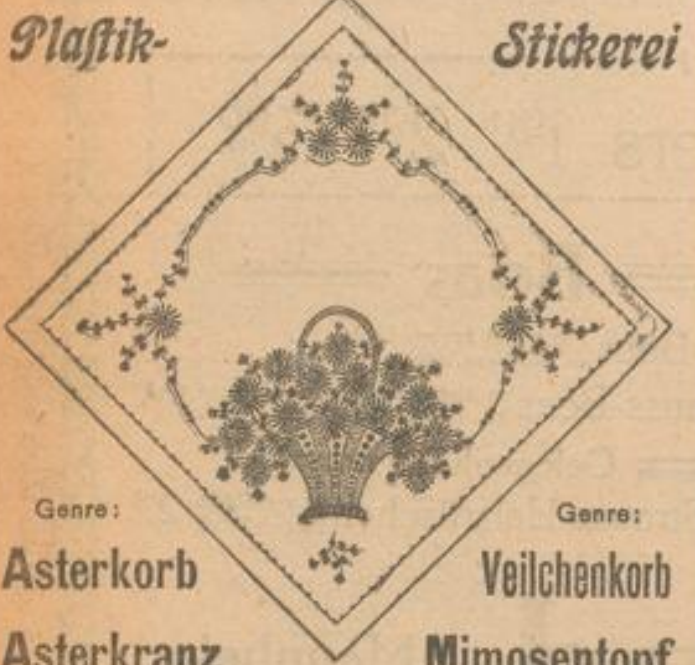 Plaſtik- Stickerei
Genre: Genre:
Asterkorb Veilchenkorb
Asterkranz Mimosentopf